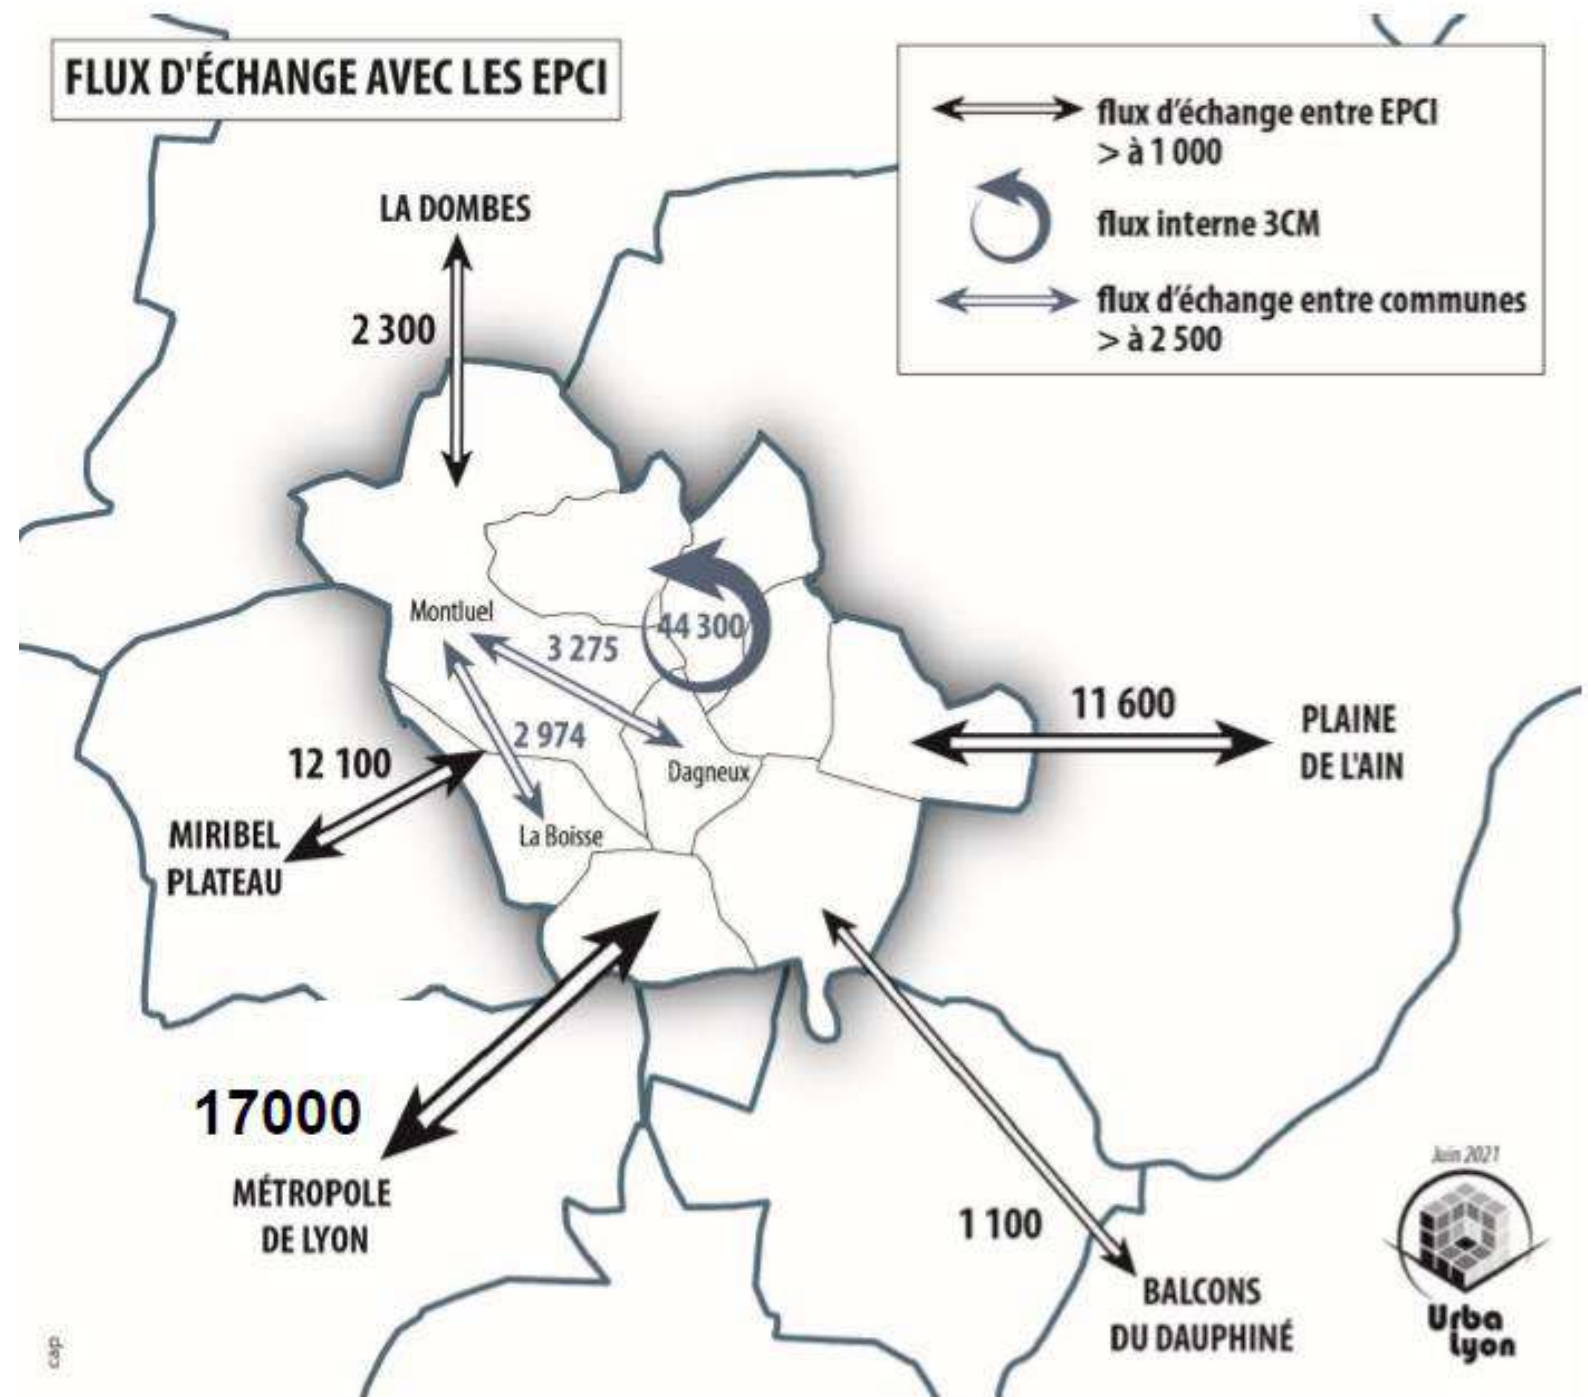 FLUX D'ÉCHANGE AVEC LES EPCI
flux d'échange entre EPCI
> à 1 000
flux interne 3CM
flux d'échange entre communes
> à 2 500
LA DOMBES
2 300
Montluel
44 300
3 275
2 974
11 600
PLAINE
DE L'AIN
12 100
Dagneux
MIRIBEL
PLATEAU
La Boisse
17000
MÉTROPOLE
DE LYON
1 100
BALCONS
DU DAUPHINÉ
Juin 2021
Urba
Lyon
cap